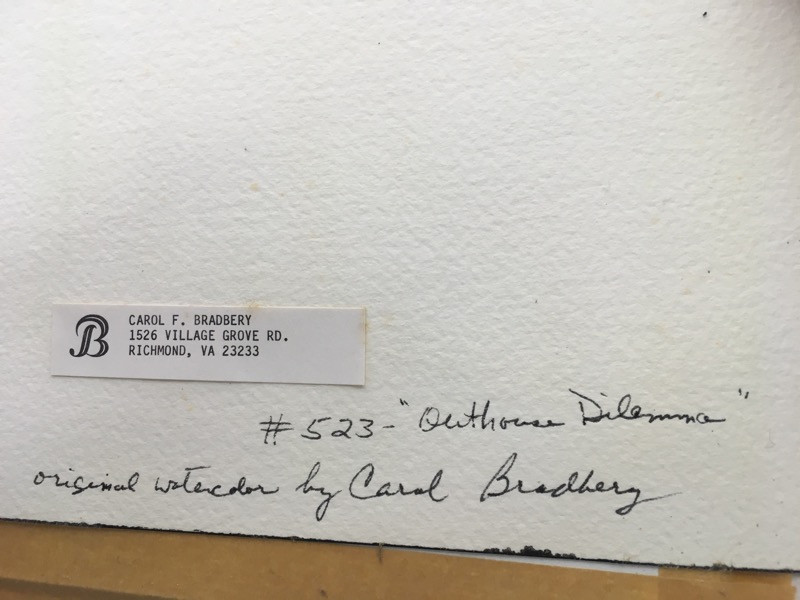 B
CAROL F. BRADBERY
1526 VILLAGE GROVE RD.
RICHMOND, VA 23233
#523-"Outhouse Dilemma"
original watercolor by Carol Bradbery